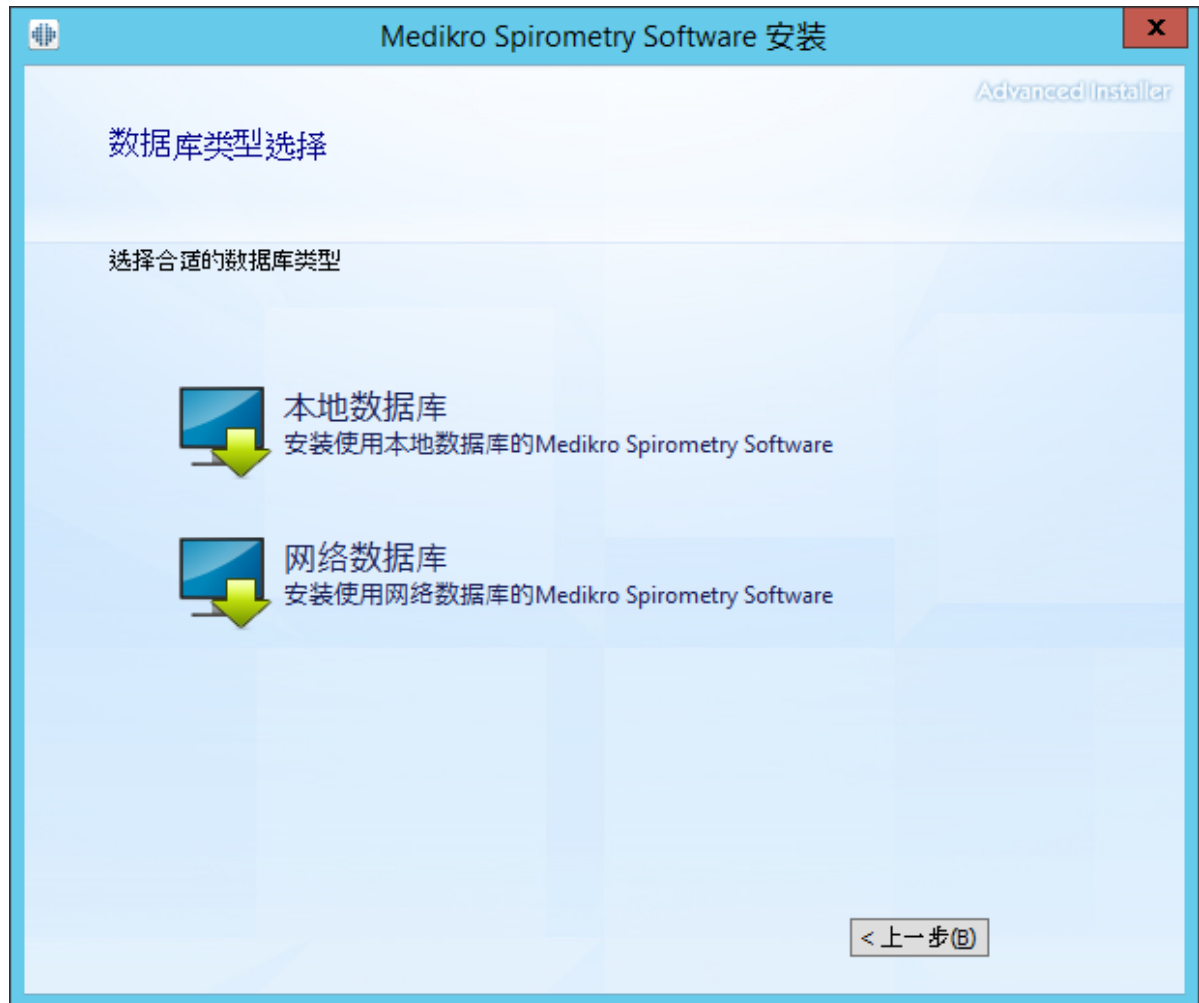 Medikro Spirometry Software 安装
Advanced Installer
数据库类型选择
选择合适的数据库类型
本地数据库
安装使用本地数据库的Medikro Spirometry Software
网络数据库
安装使用网络数据库的Medikro Spirometry Software
< 上一步(B)